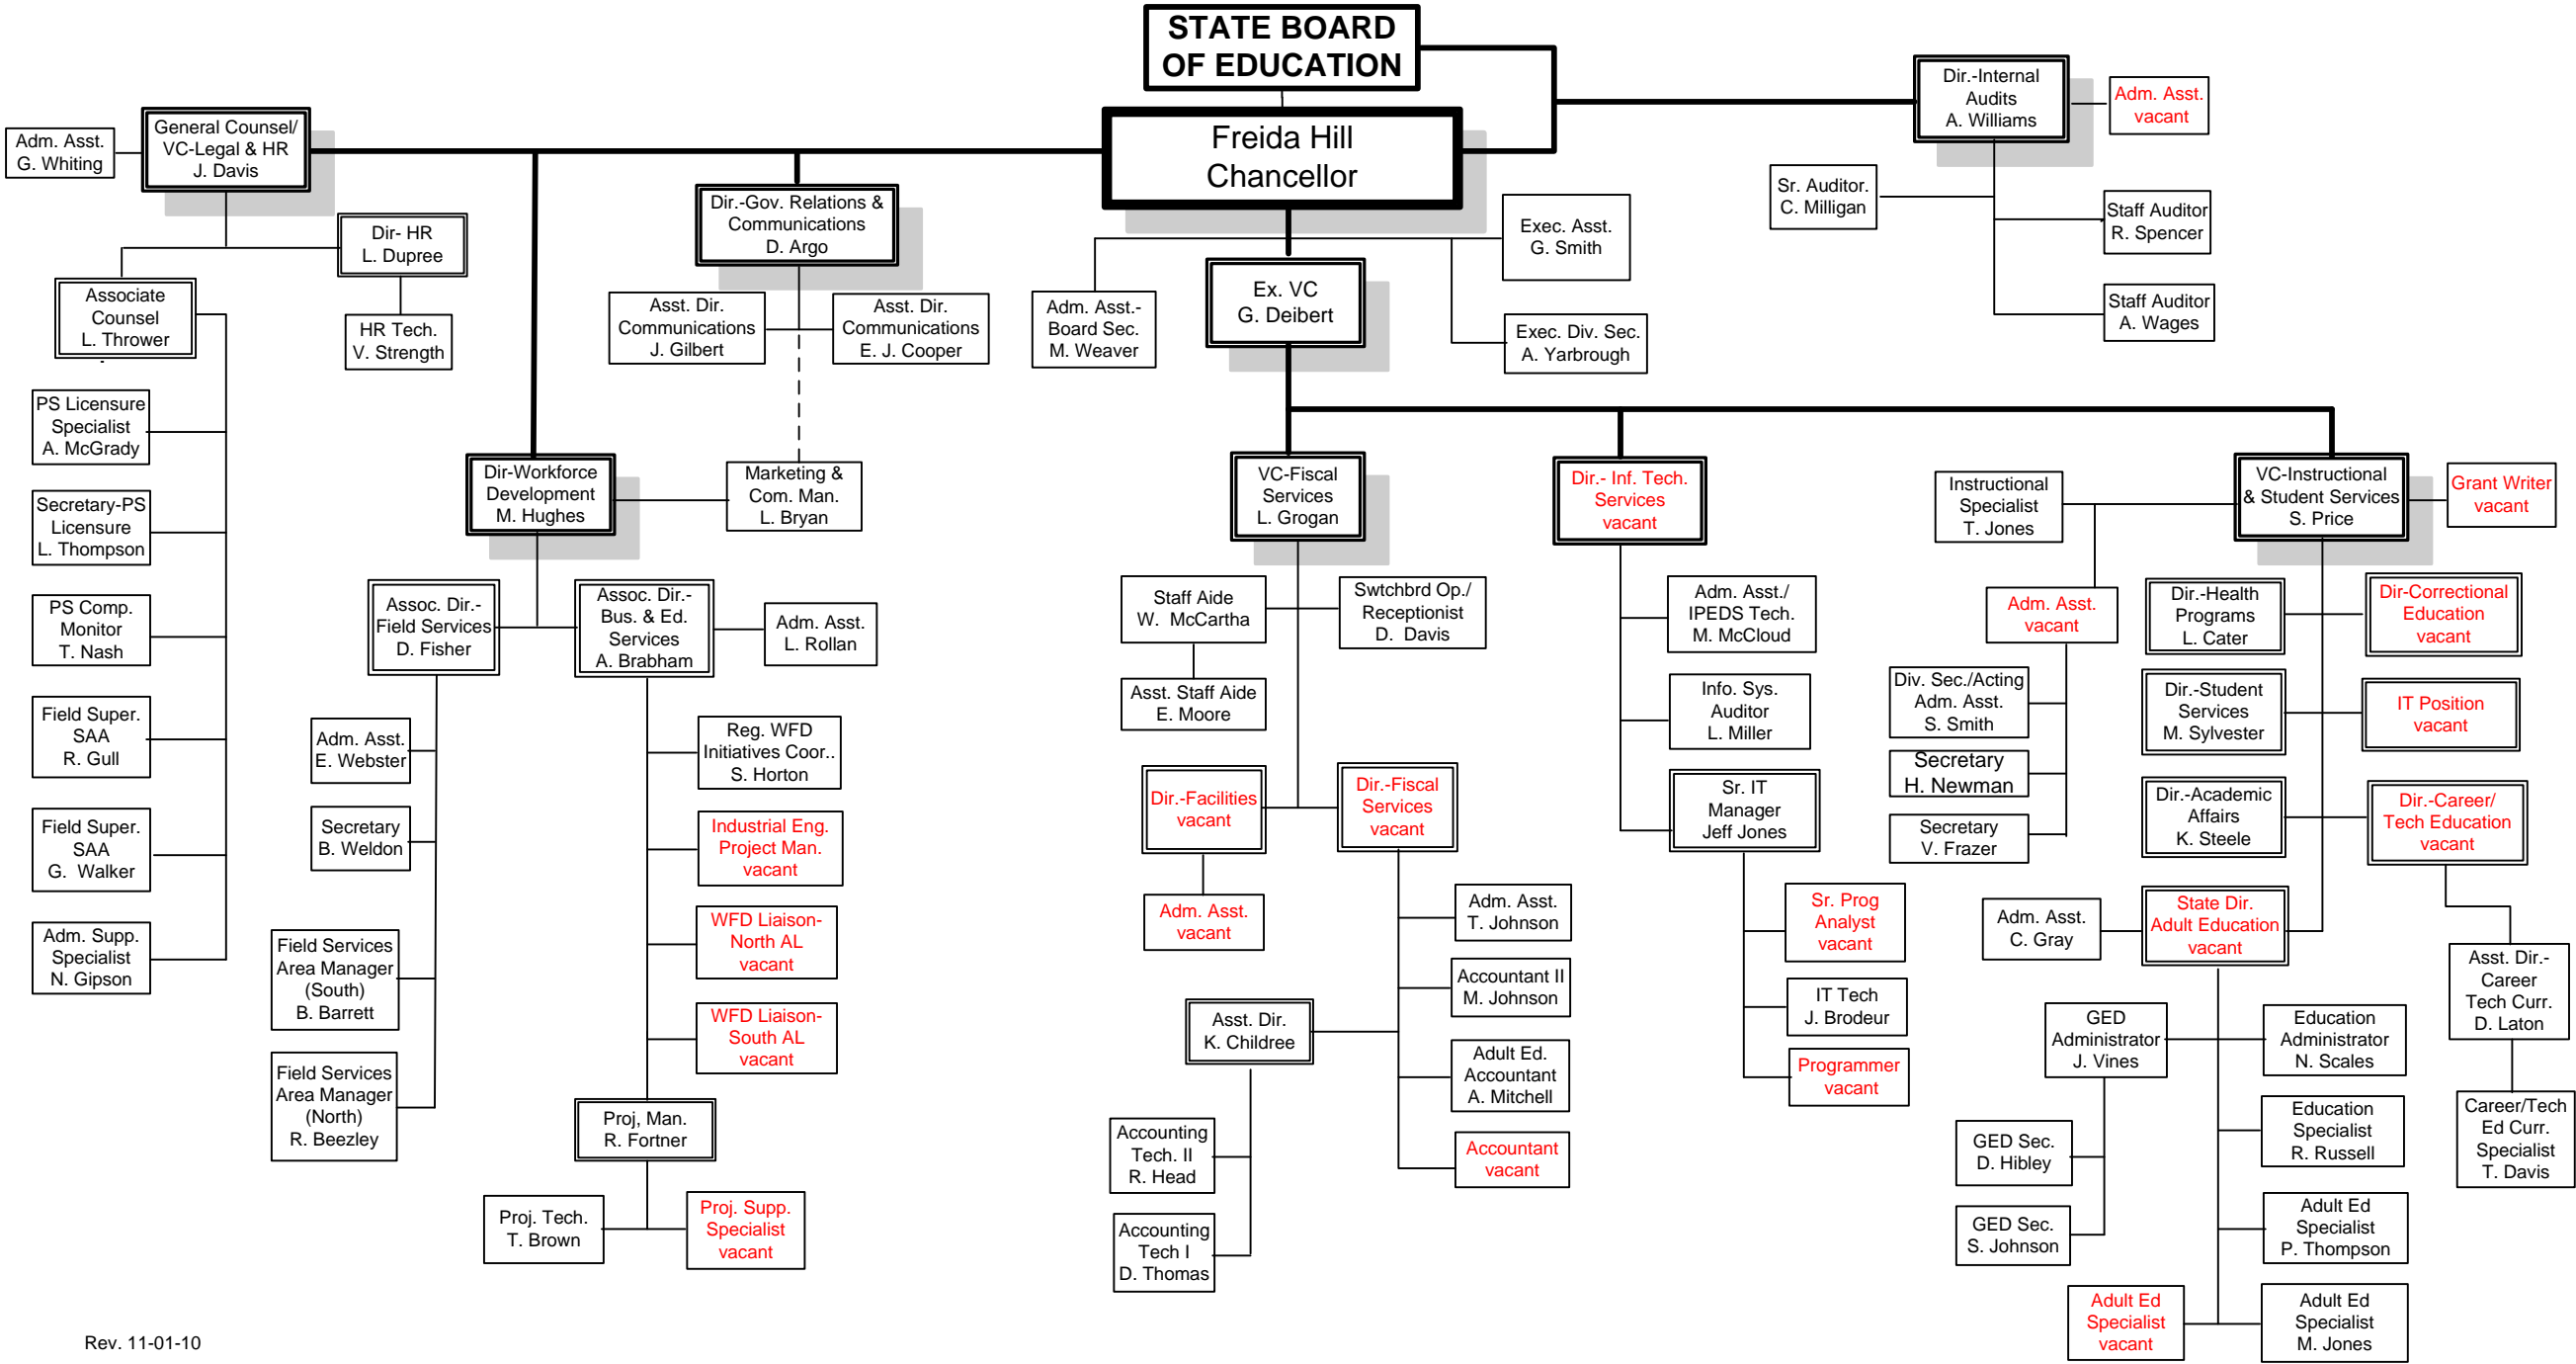 STATE BOARD
OF EDUCATION
Freida Hill
Chancellor
Dir.-Internal
Audits
A. Williams
Adm. Asst.
vacant
Sr. Auditor.
C. Milligan
Staff Auditor
R. Spencer
Staff Auditor
A. Wages
Adm. Asst.
G. Whiting
General Counsel/
VC-Legal & HR
J. Davis
Dir- HR
L. Dupree
HR Tech.
V. Strength
Associate
Counsel
L. Thrower
PS Licensure
Specialist
A. McGrady
Secretary-PS
Licensure
L. Thompson
PS Comp.
Monitor
T. Nash
Field Super.
SAA
R. Gull
Field Super.
SAA
G. Walker
Adm. Supp.
Specialist
N. Gipson
Dir.-Gov. Relations &
Communications
D. Argo
Asst. Dir.
Communications
J. Gilbert
Asst. Dir.
Communications
E. J. Cooper
Marketing &
Com. Man.
L. Bryan
Dir-Workforce
Development
M. Hughes
Assoc. Dir.-
Field Services
D. Fisher
Assoc. Dir.-
Bus. & Ed.
Services
A. Brabham
Adm. Asst.
L. Rollan
Adm. Asst.
E. Webster
Secretary
B. Weldon
Field Services
Area Manager
(South)
B. Barrett
Field Services
Area Manager
(North)
R. Beezley
Reg. WFD
Initiatives Coor..
S. Horton
Industrial Eng.
Project Man.
vacant
WFD Liaison-
North AL
vacant
WFD Liaison-
South AL
vacant
Proj, Man.
R. Fortner
Proj. Tech.
T. Brown
Proj. Supp.
Specialist
vacant
Adm. Asst.-
Board Sec.
M. Weaver
Exec. Asst.
G. Smith
Exec. Div. Sec.
A. Yarbrough
Ex. VC
G. Deibert
VC-Fiscal
Services
L. Grogan
Staff Aide
W. McCartha
Swtchbrd Op./
Receptionist
D. Davis
Asst. Staff Aide
E. Moore
Dir.-Facilities
vacant
Adm. Asst.
vacant
Dir.-Fiscal
Services
vacant
Adm. Asst.
T. Johnson
Accountant II
M. Johnson
Asst. Dir.
K. Childree
Adult Ed.
Accountant
A. Mitchell
Accountant
vacant
Accounting
Tech. II
R. Head
Accounting
Tech I
D. Thomas
Dir.- Inf. Tech.
Services
vacant
Adm. Asst./
IPEDS Tech.
M. McCloud
Info. Sys.
Auditor
L. Miller
Sr. IT
Manager
Jeff Jones
Sr. Prog
Analyst
vacant
IT Tech
J. Brodeur
Programmer
vacant
VC-Instructional
& Student Services
S. Price
Grant Writer
vacant
Instructional
Specialist
T. Jones
Adm. Asst.
vacant
Div. Sec./Acting
Adm. Asst.
S. Smith
Secretary
H. Newman
Secretary
V. Frazer
Dir.-Health
Programs
L. Cater
Dir-Correctional
Education
vacant
Dir.-Student
Services
M. Sylvester
IT Position
vacant
Dir.-Academic
Affairs
K. Steele
Dir.-Career/
Tech Education
vacant
Adm. Asst.
C. Gray
State Dir.
Adult Education
vacant
Asst. Dir.-
Career
Tech Curr.
D. Laton
Career/Tech
Ed Curr.
Specialist
T. Davis
GED
Administrator
J. Vines
Education
Administrator
N. Scales
GED Sec.
D. Hibley
GED Sec.
S. Johnson
Education
Specialist
R. Russell
Adult Ed
Specialist
P. Thompson
Adult Ed
Specialist
vacant
Adult Ed
Specialist
M. Jones
Rev. 11-01-10